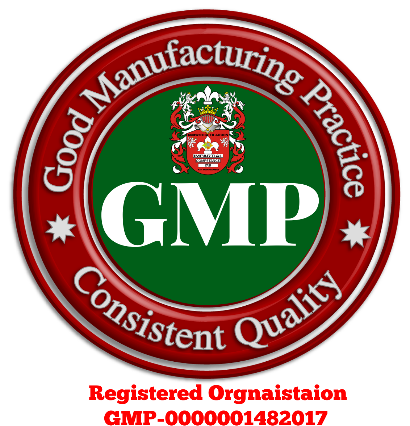 Good Manufacturing Practice
GMP
Consistent Quality
Registered Orgnaistaion
GMP-0000001482017